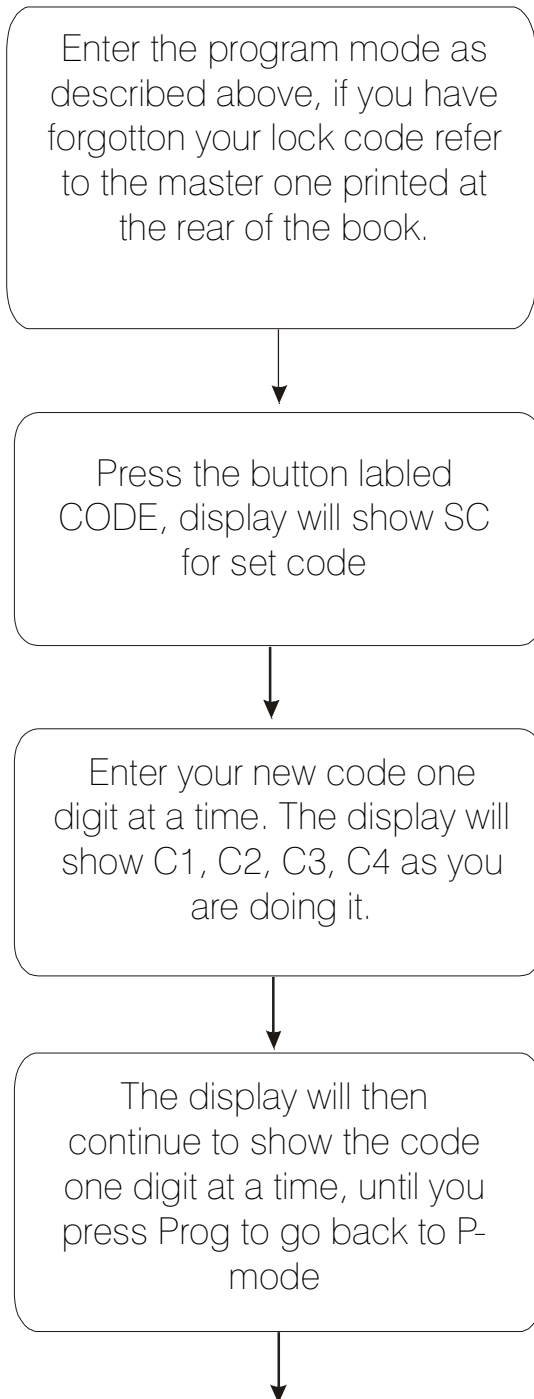 Enter the program mode as
described above, if you have
forgotton your lock code refer
to the master one printed at
the rear of the book.
Press the button labled
CODE, display will show SC
for set code
Enter your new code one
digit at a time. The display will
show C1, C2, C3, C4 as you
are doing it.
The display will then
continue to show the code
one digit at a time, until you
press Prog to go back to P-
mode